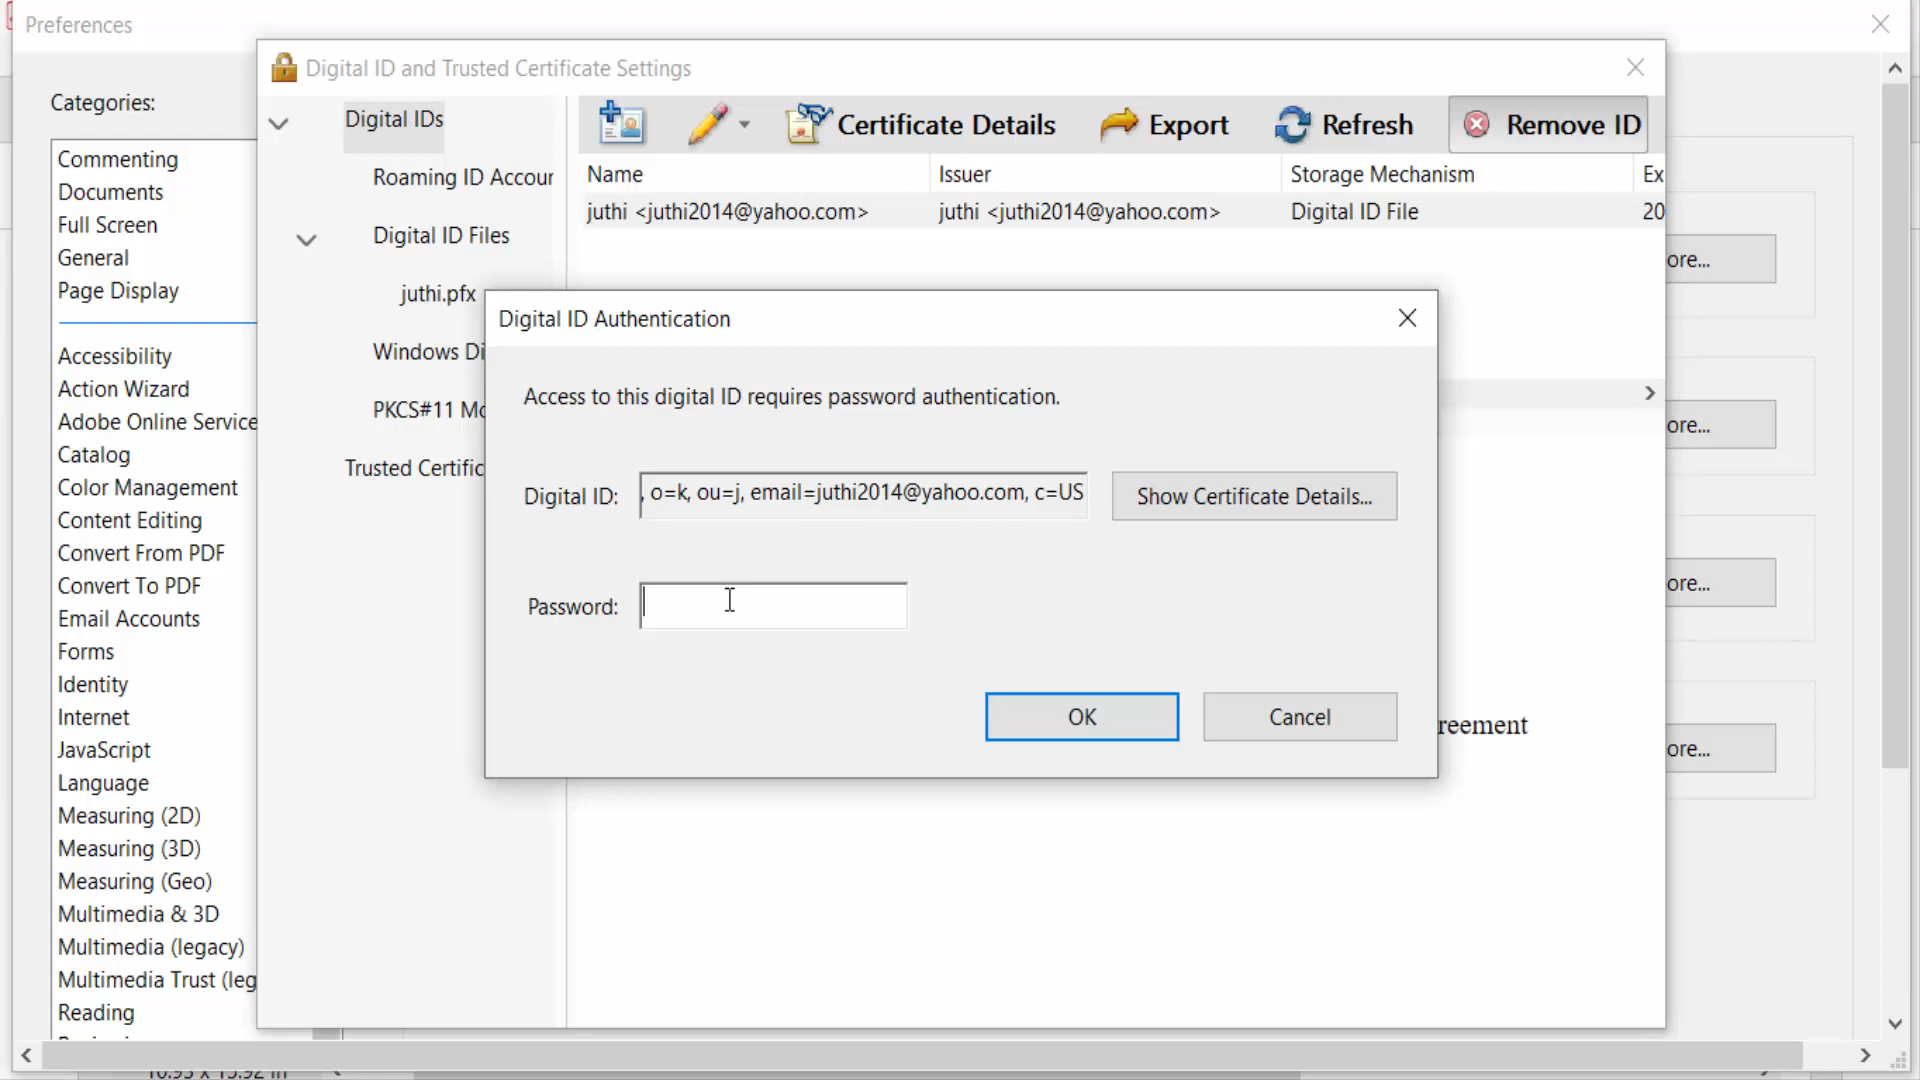 Preferences
Categories:
Commenting
Documents
Full Screen
General
Page Display
Accessibility
Action Wizard
Adobe Online Service
Catalog
Color Management
Content Editing
Convert From PDF
Convert To PDF
Email Accounts
Forms
Identity
Internet
JavaScript
Language
Measuring (2D)
Measuring (3D)
Measuring (Geo)
Multimedia & 3D
Multimedia (legacy)
Multimedia Trust (leg
Reading
Digital ID and Trusted Certificate Settings
Digital IDs
Roaming ID Accour
Digital ID Files
juthi.pfx
Windows Di
PKCS#11 Mo
Trusted Certific
Certificate Details Export Refresh Remove ID
Name Issuer Storage Mechanism Ex
juthi <juthi2014@yahoo.com> juthi <juthi2014@yahoo.com> Digital ID File 20
Digital ID Authentication
Access to this digital ID requires password authentication.
Digital ID: , o=k, ou=j, email=juthi2014@yahoo.com, c=US Show Certificate Details...
Password:
OK Cancel
reement
ore...
ore...
ore...
ore...